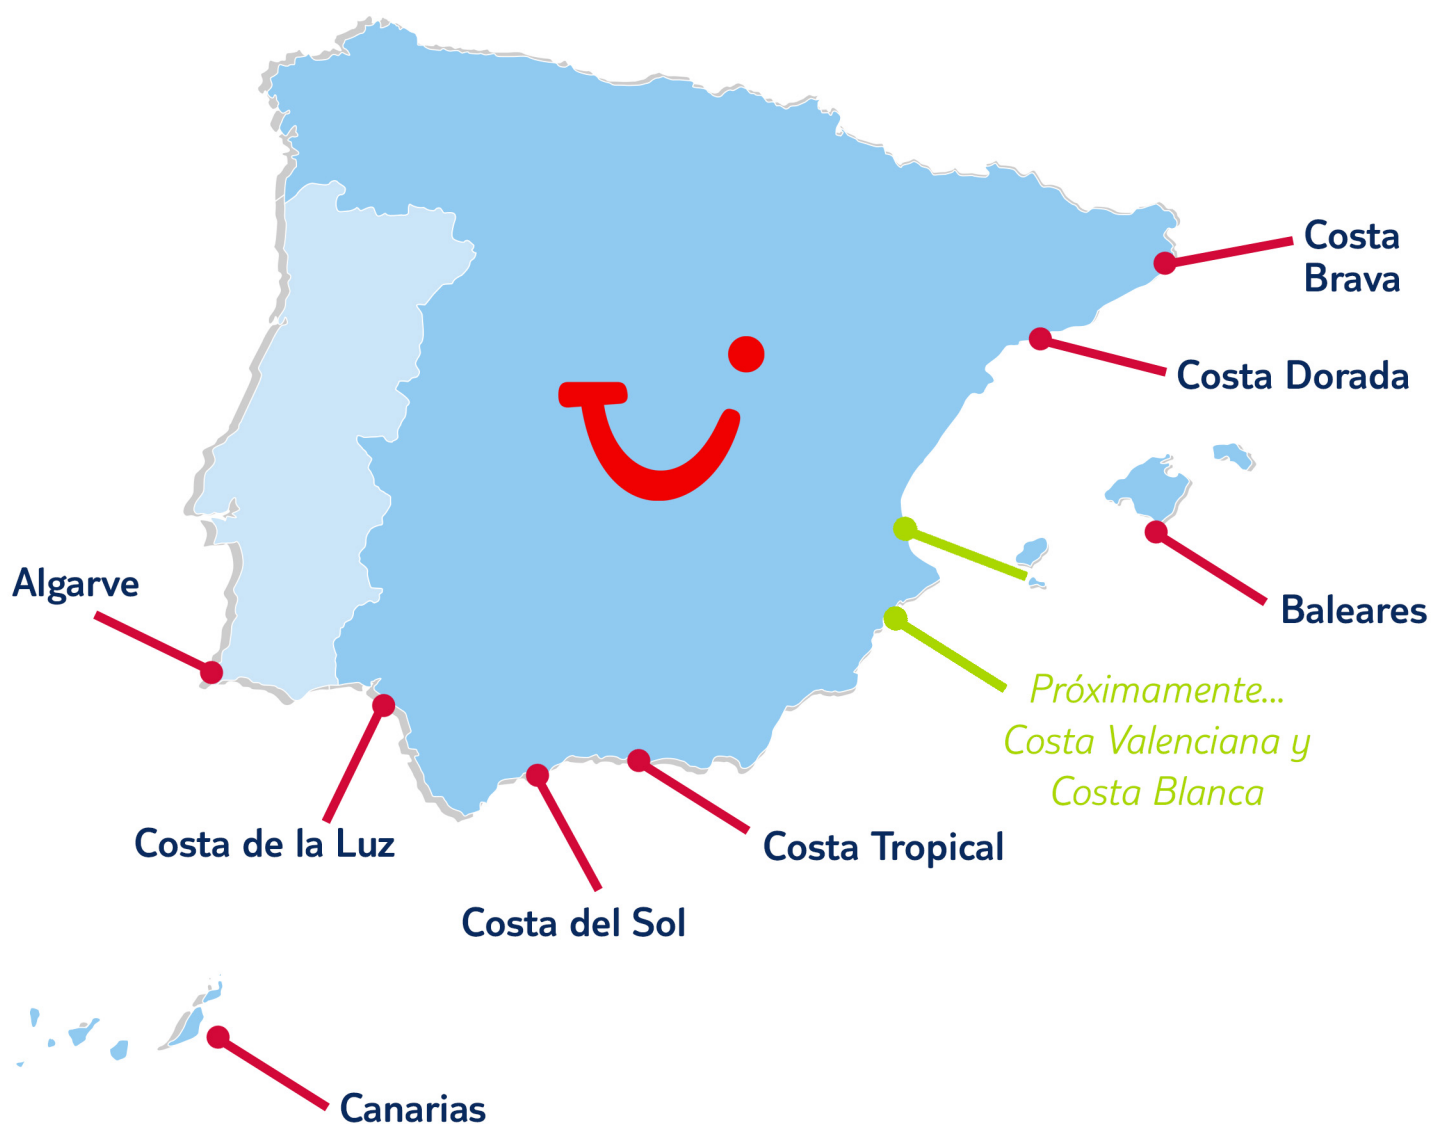 Costa
Brava
Costa Dorada
Algarve
Baleares
Próximamente...
Costa Valenciana y
Costa Blanca
Costa de la Luz
Costa Tropical
Costa del Sol
Canarias